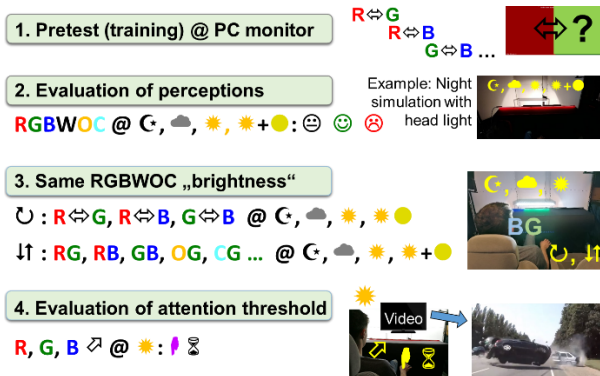 1. Pretest (training) @ PC monitor
R⇔G
R⇔B
G⇔B ...
⇔?
2. Evaluation of perceptions
Example: Night
simulation with
head light
RGBWOC @ ☾, ☁, ☀, ☀+●: 😐 ☺ ☹
☾, ☁ ☀ ☀ ☀+●
3. Same RGBWOC „brightness“
↻ : R⇔G, R⇔B, G⇔B @ ☾, ☁, ☀, ☀ ●
⇵ : RG, RB, GB, OG, CG ... @ ☾, ☁, ☀, ☀+●
☾, ☁, ☀
BG
↻, ⇵
4. Evaluation of attention threshold
Video
R, G, B ⬀ @ ☀: 👎 ⌛